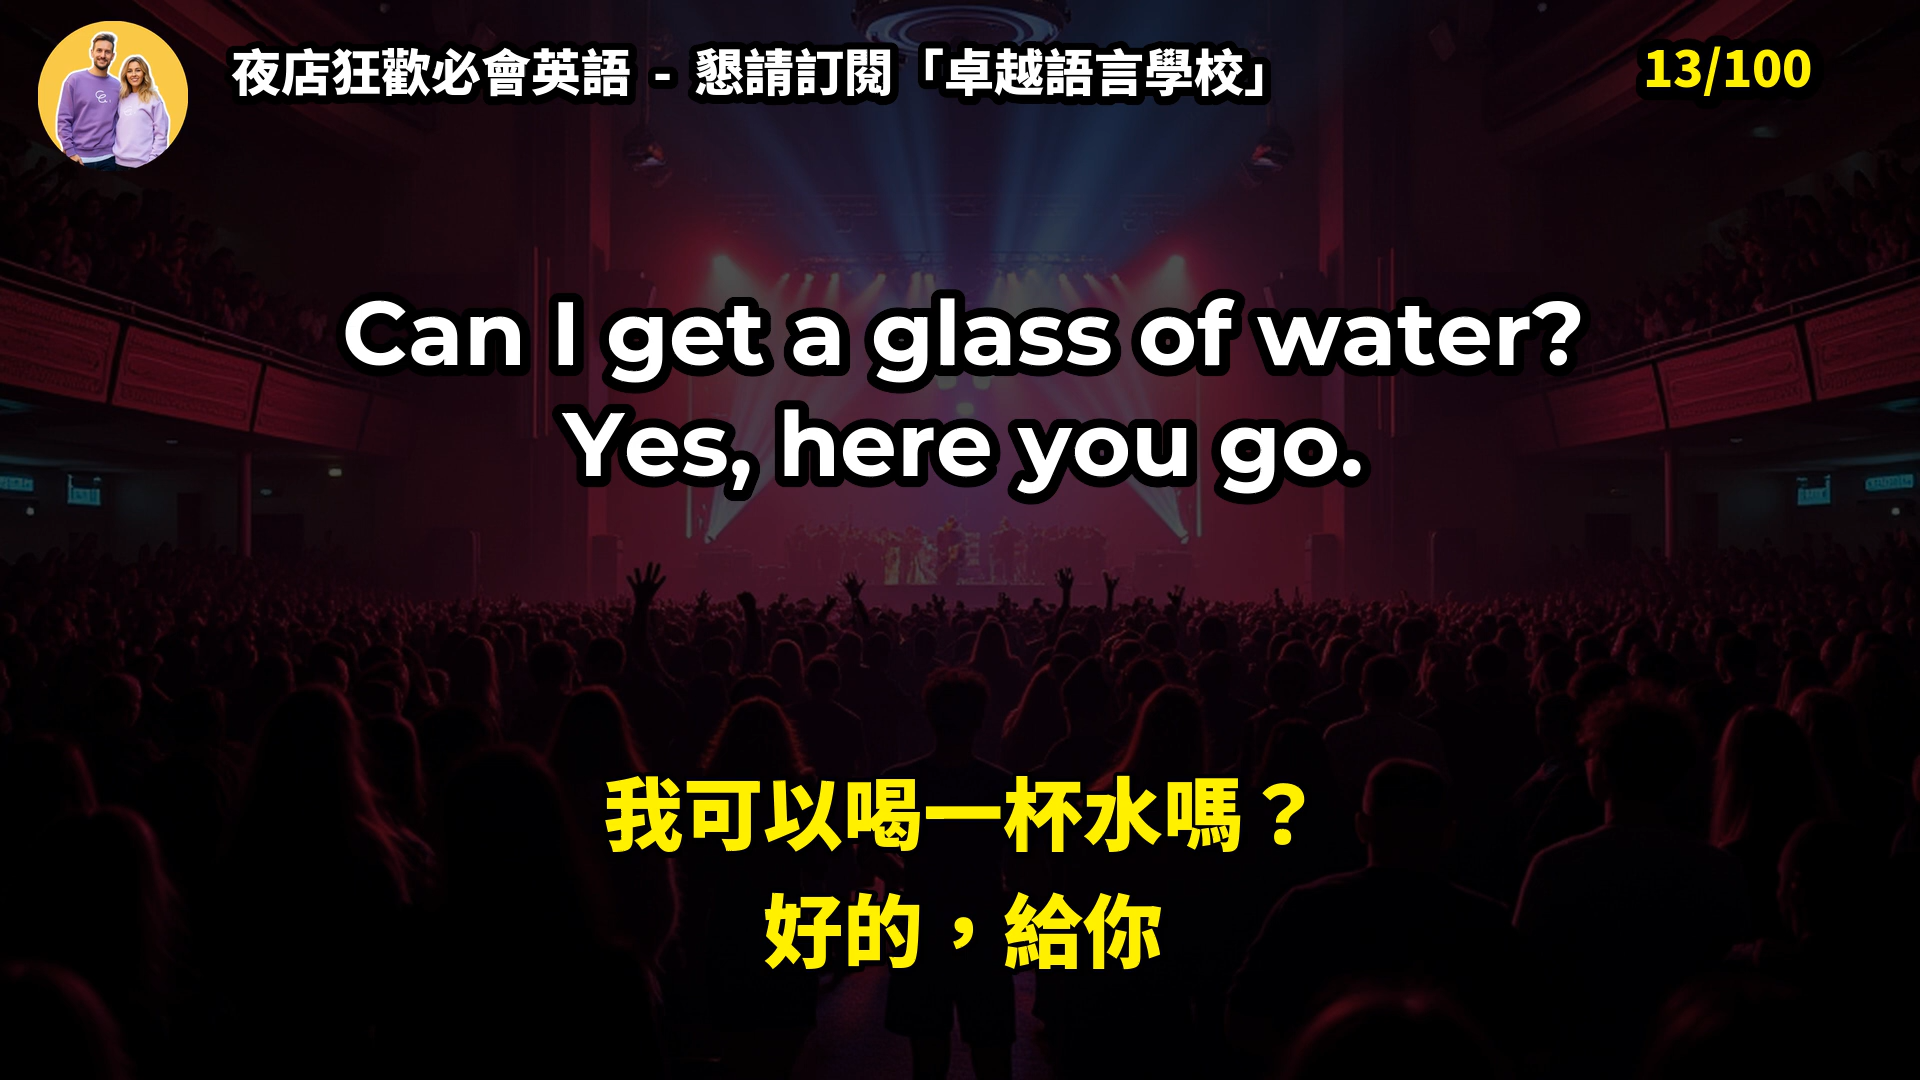 夜店狂歡必會英語 - 懇請訂閱「卓越語言學校」
13/100
Can I get a glass of water?
Yes, here you go.
我可以喝一杯水嗎？
好的，給你